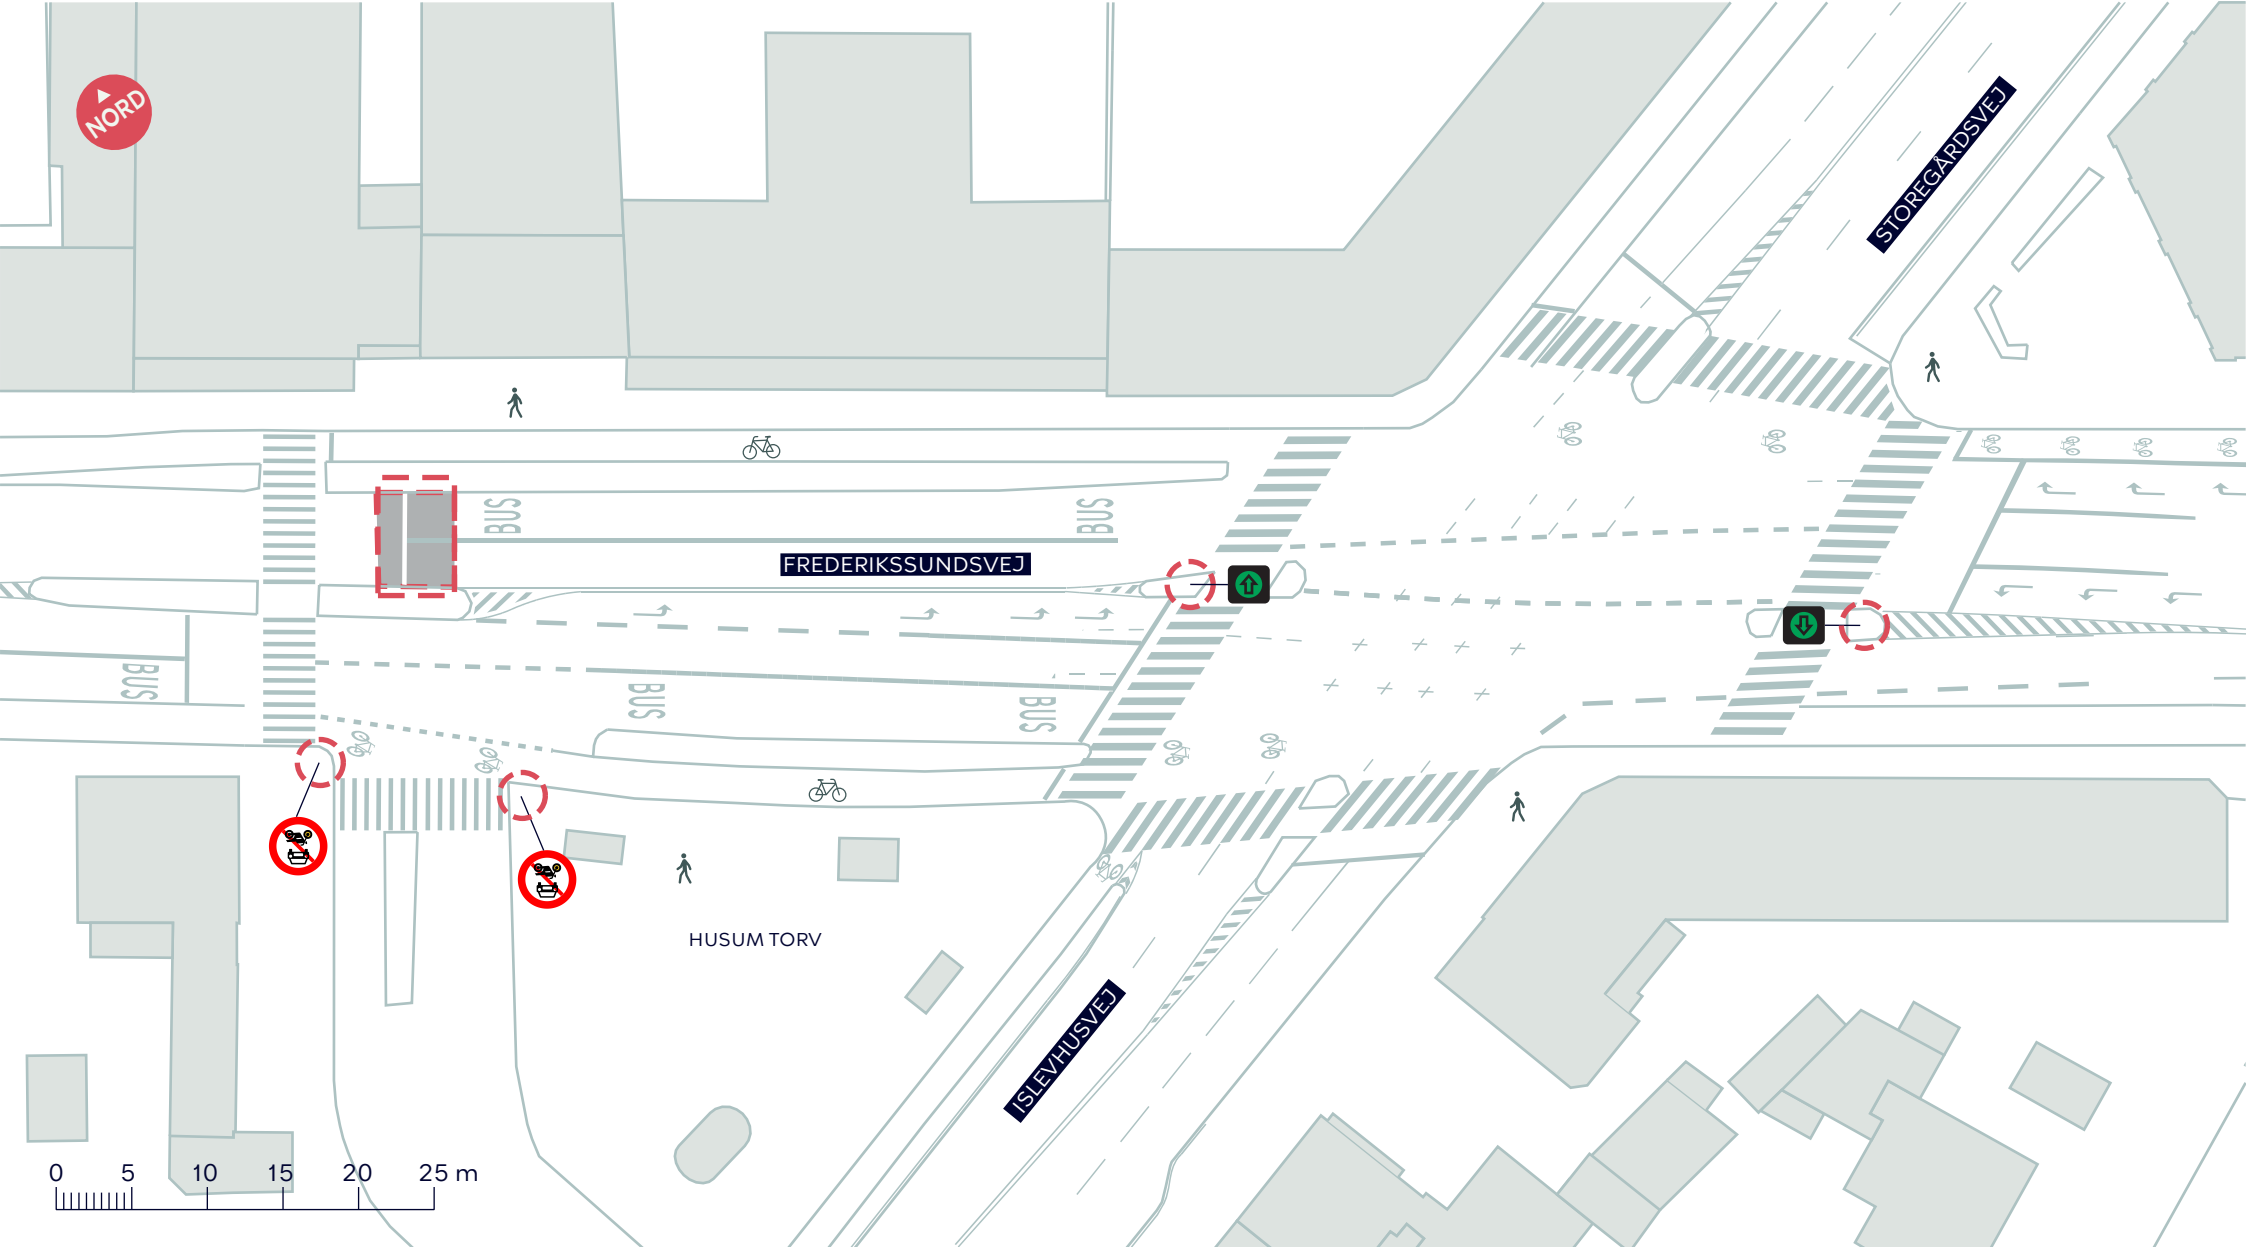 NORD
STOREGÅRDSVEJ
BUS
BUS
FREDERIKSSUNDSVEJ
BUS
BUS
BUS
HUSUM TORV
ISLEVHUSVEJ
0 5 10 15 20 25 m